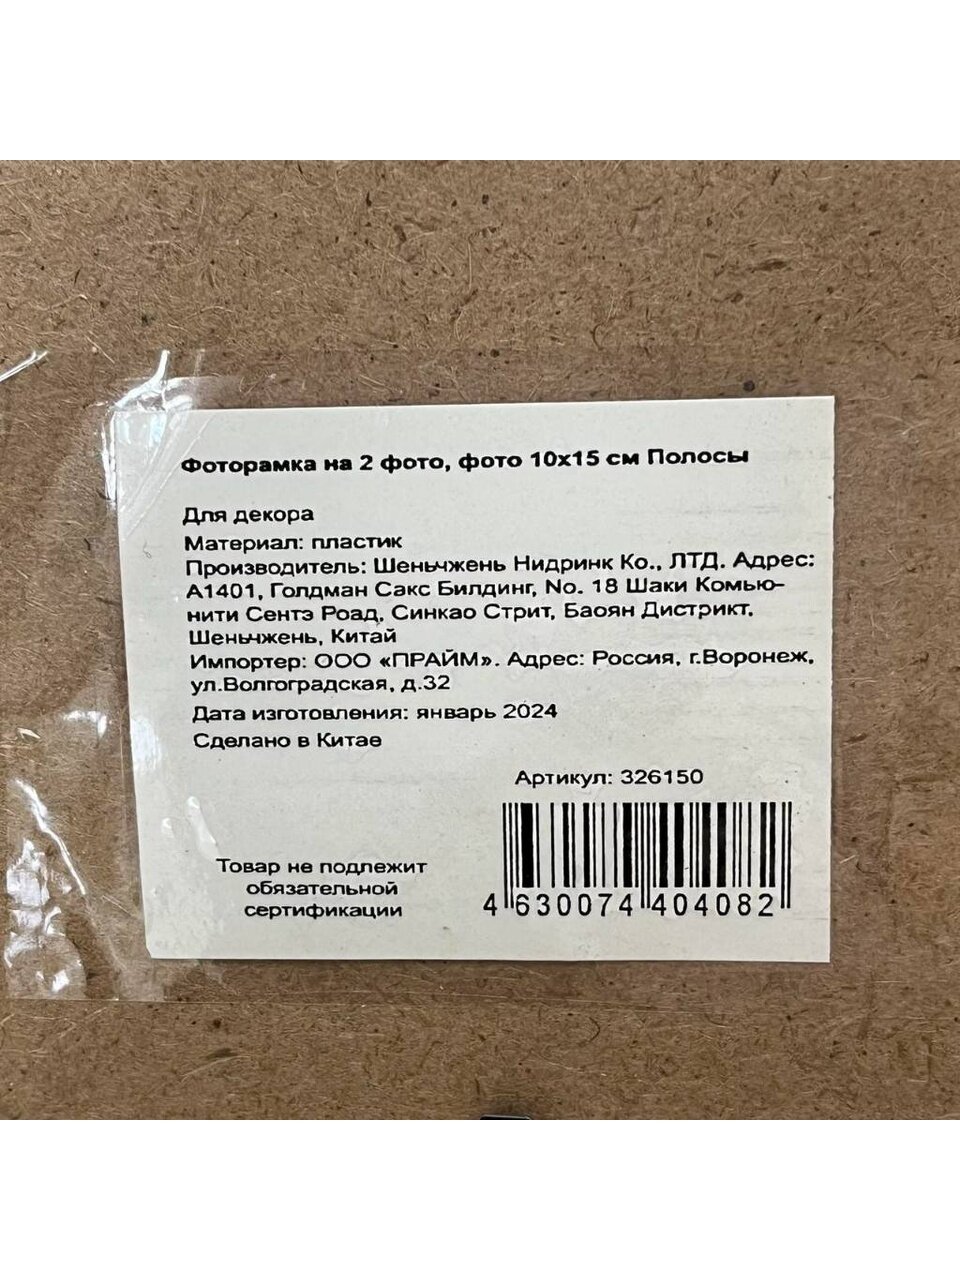 Фоторамка на 2 фото, фото 10x15 см Полосы
Для декора
Материал: пластик
Производитель: Шеньчжень Нидринк Ко., ЛТД. Адрес:
А1401, Голдман Сакс Билдинг, No. 18 Шаки Комью-
нити Сентэ Роад, Синкао Стрит, Баоян Дистрикт,
Шеньчжень, Китай
Импортер: ООО «ПРАЙМ». Адрес: Россия, г.Воронеж,
ул.Волгоградская, д.32
Дата изготовления: январь 2024
Сделано в Китае
Артикул: 326150
Товар не подлежит
обязательной
сертификации
4 630074 404082